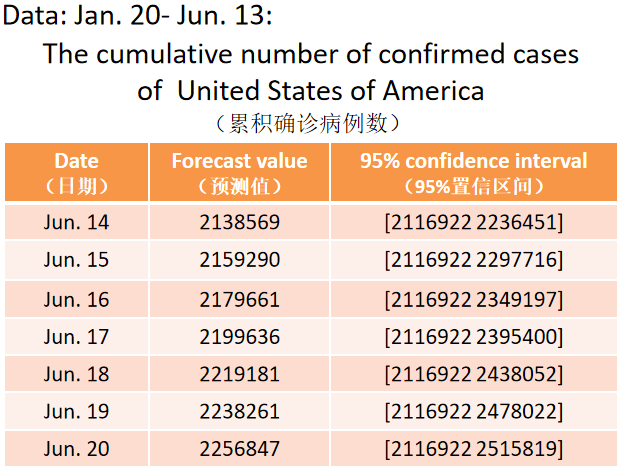 Data: Jan. 20- Jun. 13:
The cumulative number of confirmed cases
of United States of America
（累积确诊病例数）
Date Forecast value 95% confidence interval
（日期） （预测值） （95%置信区间）
Jun. 14 2138569 [2116922 2236451]
Jun. 15 2159290 [2116922 2297716]
Jun. 16 2179661 [2116922 2349197]
Jun. 17 2199636 [2116922 2395400]
Jun. 18 2219181 [2116922 2438052]
Jun. 19 2238261 [2116922 2478022]
Jun. 20 2256847 [2116922 2515819]